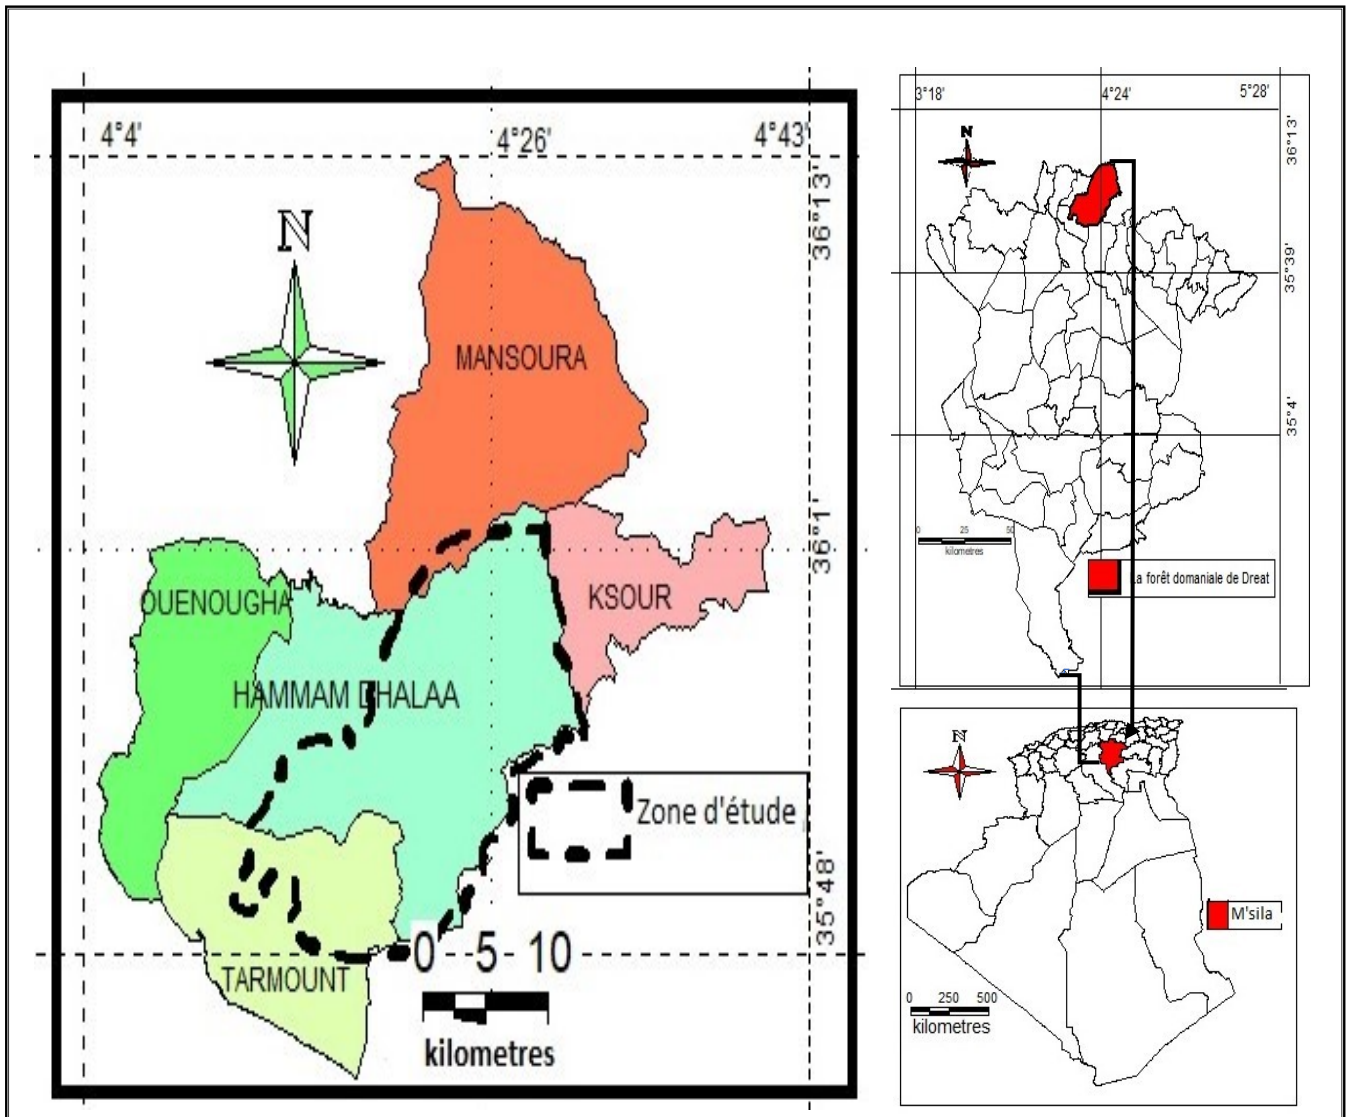 4°4'
4°26'
4°43'
N
36°13'
MANSOURA
36°1'
OUENOUGHA
KSOUR
HAMMAM DHALAA
Zone d'étude
35°48'
0 5 10
TARMOUNT
kilometres
3°18'
4°24'
5°28'
36°13'
N
35°39'
35°4'
0 25 50
kilometres
La forêt domaniale de Dreat
N
M'sila
0 250 500
kilometres